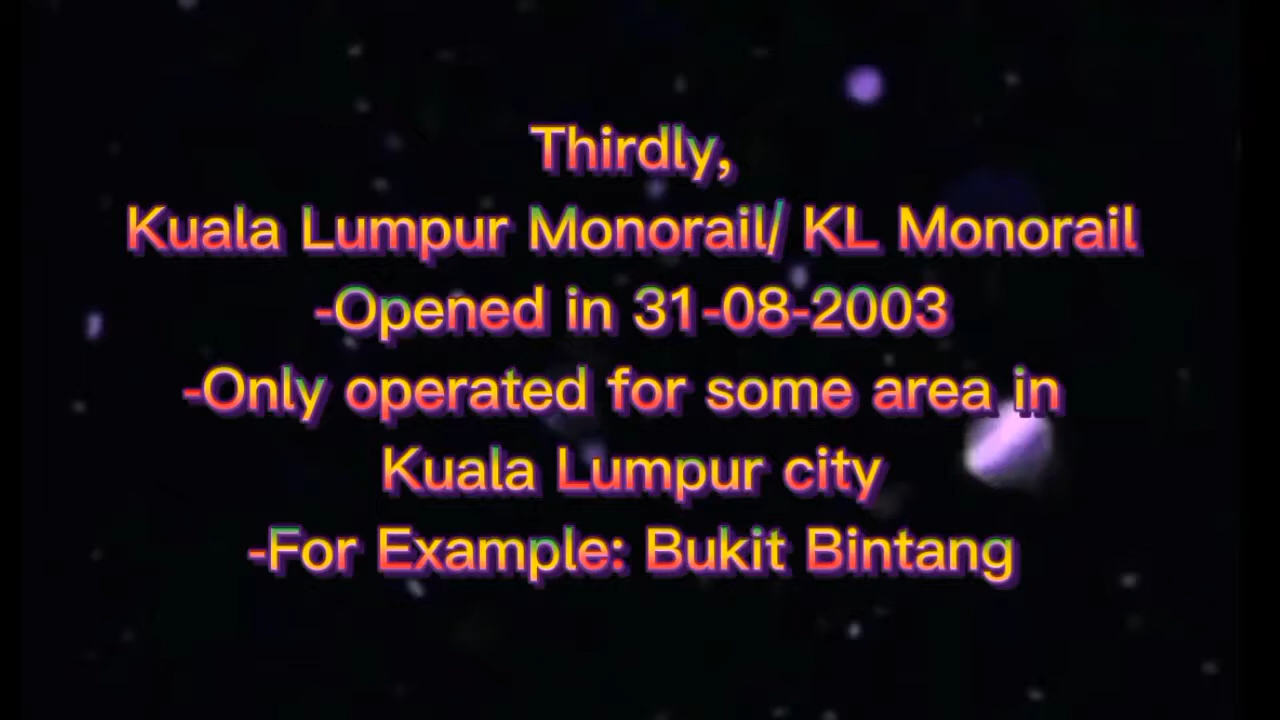 Thirdly,
Kuala Lumpur Monorail/ KL Monorail
-Opened in 31-08-2003
-Only operated for some area in
Kuala Lumpur city
-For Example: Bukit Bintang